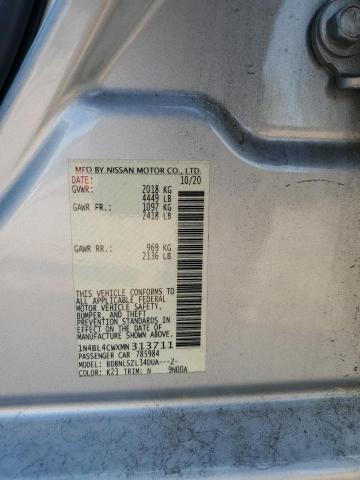 MFD BY NISSAN MOTOR CO., LTD.
DATE: 10/20
GVWR: 2018 KG
4449 LB
GAWR FR.: 1097 KG
2418 LB
GAWR RR.: 969 KG
2136 LB
THIS VEHICLE CONFORMS TO
ALL APPLICABLE FEDERAL
MOTOR VEHICLE SAFETY,
BUMPER, AND THEFT
PREVENTION STANDARDS
IN EFFECT ON THE DATE OF
MANUFACTURE SHOWN ABOVE.
1N4BL4CWXMN313711
PASSENGER CAR 785984
MODEL: BDBNLSZL34DUA---Z-
COLOR: K23 TRIM: N 9N00A